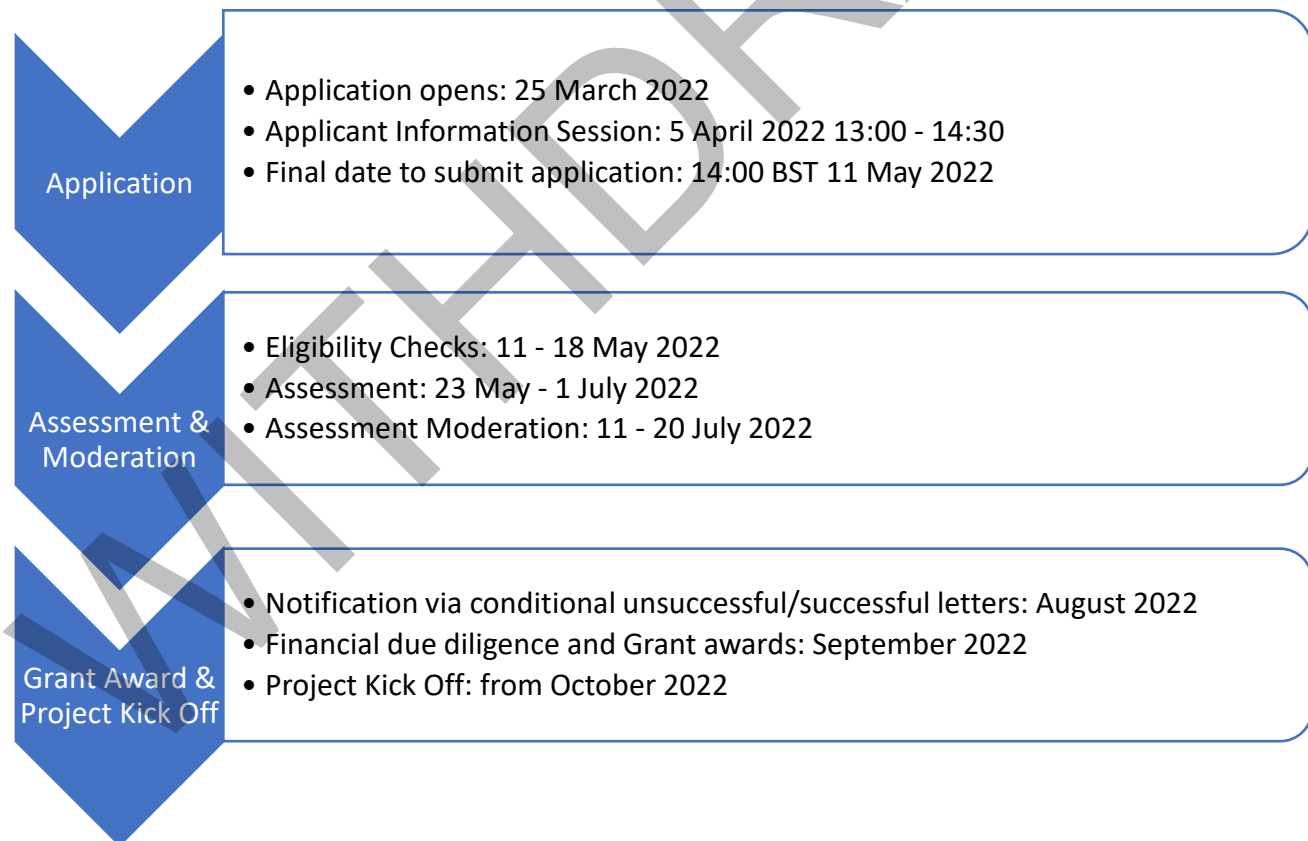 Application
• Application opens: 25 March 2022
• Applicant Information Session: 5 April 2022 13:00 - 14:30
• Final date to submit application: 14:00 BST 11 May 2022
Assessment &
Moderation
• Eligibility Checks: 11 - 18 May 2022
• Assessment: 23 May - 1 July 2022
• Assessment Moderation: 11 - 20 July 2022
Grant Award &
Project Kick Off
• Notification via conditional unsuccessful/successful letters: August 2022
• Financial due diligence and Grant awards: September 2022
• Project Kick Off: from October 2022
WITHDR